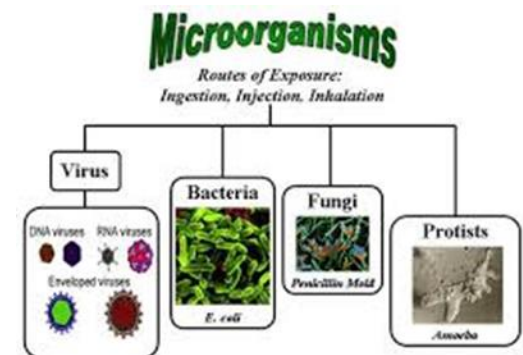 Microorganisms
Routes of Exposure:
Ingestion, Injection, Inhalation
Virus
DNA viruses RNA viruses
Enveloped viruses
Bacteria
E. coli
Fungi
Penicillin Mold
Protists
Amoeba